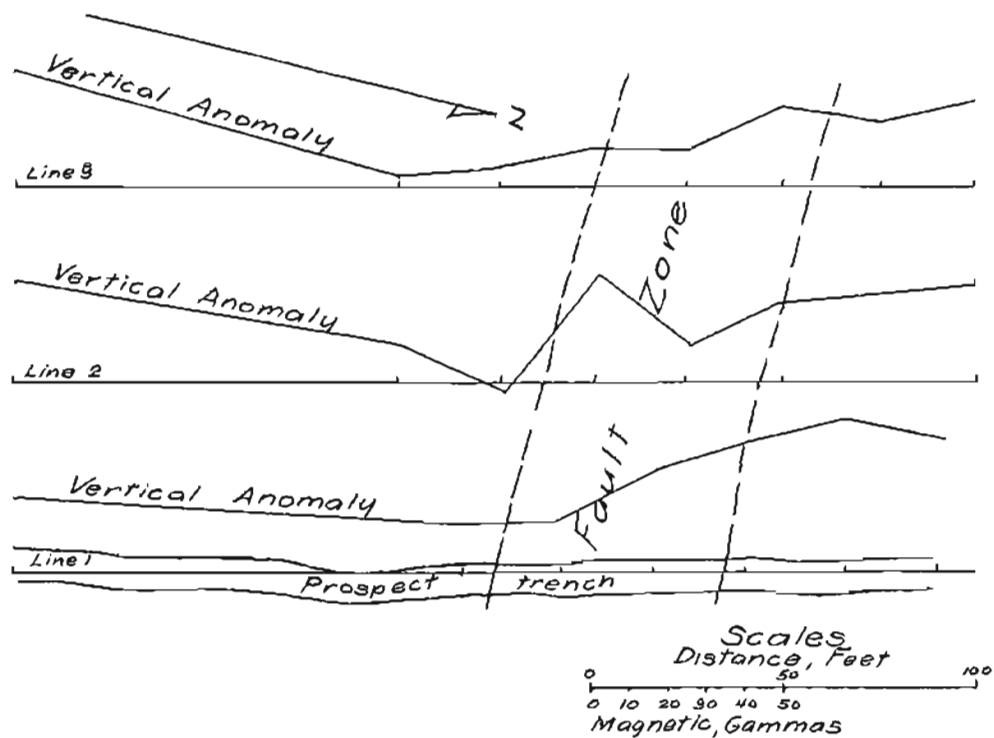 Vertical Anomaly
N
Line 3
Zone
Vertical Anomaly
Line 2
Fault
Vertical Anomaly
Line 1
Prospect trench
Scales
Distance, Feet
0 50 100
0 10 20 30 40 50
Magnetic, Gammas